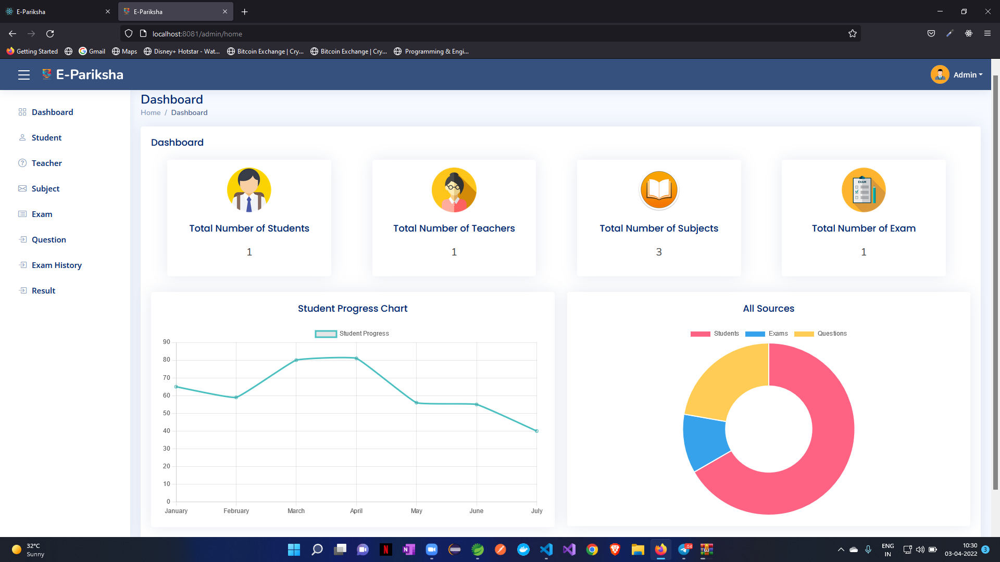 E-Pariksha
E-Pariksha
localhost:8081/admin/home
Getting Started
Gmail
Maps
Disney+ Hotstar - Wat...
Bitcoin Exchange | Cry...
Bitcoin Exchange | Cry...
Programming & Engi...
E-Pariksha
Admin
Dashboard
Home / Dashboard
Dashboard
Student
Teacher
Subject
Exam
Question
Exam History
Result
Dashboard
Total Number of Students
1
Total Number of Teachers
1
Total Number of Subjects
3
EXAM
Total Number of Exam
1
Student Progress Chart
Student Progress
90
80
70
60
50
40
30
20
10
0
January February March April May June July
All Sources
Students Exams Questions
32°C
Sunny
N
N
.04
ENG
IN
10:30
03-04-2022
3